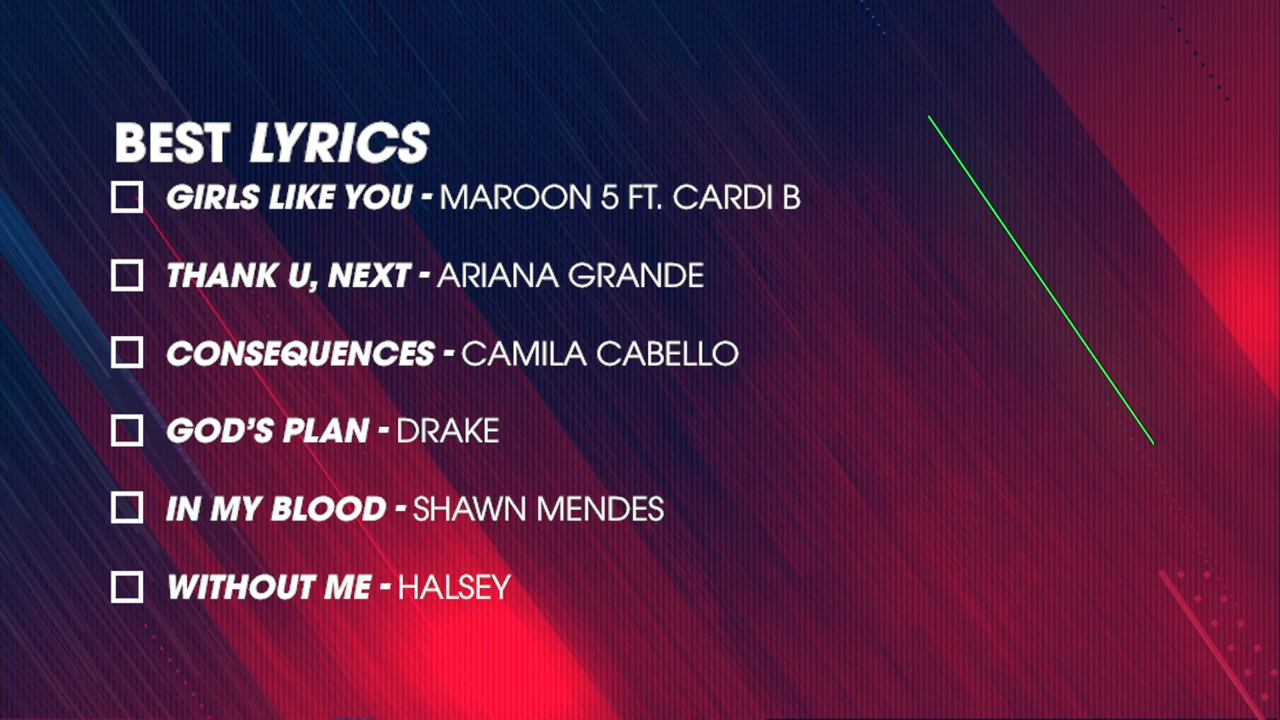 BEST LYRICS
GIRLS LIKE YOU - MAROON 5 FT. CARDI B
THANK U, NEXT - ARIANA GRANDE
CONSEQUENCES - CAMILA CABELLO
GOD'S PLAN - DRAKE
IN MY BLOOD - SHAWN MENDES
WITHOUT ME - HALSEY